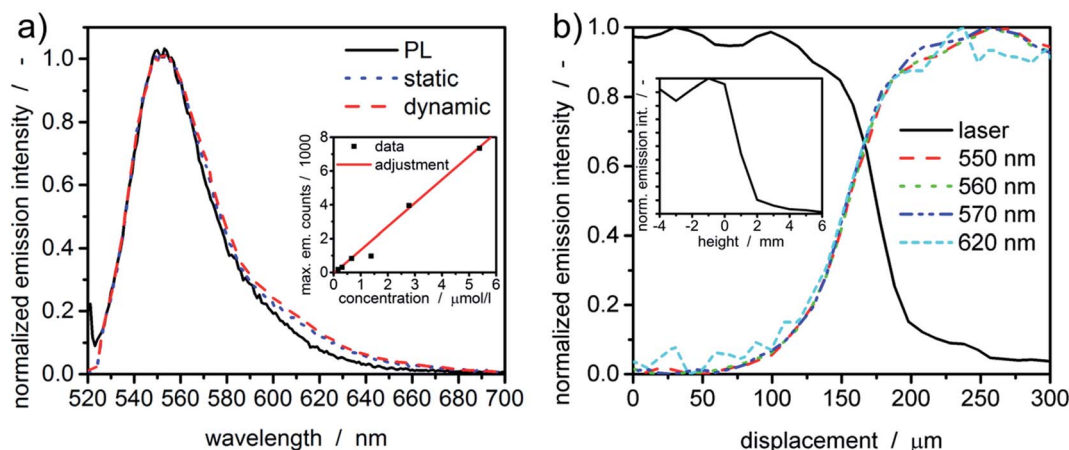 a)
normalized emission intensity / -
1.0
0.8
0.6
0.4
0.2
0.0
PL
static
dynamic
max. em. counts / 1000
8
6
4
2
0
data
adjustment
0 1 2 3 4 5 6
concentration / µmol/l
520 540 560 580 600 620 640 660 680 700
wavelength / nm
b)
normalized emission intensity / -
1.0
0.8
0.6
0.4
0.2
0.0
norm. emission int. / -
-4 -2 0 2 4 6
height / mm
laser
550 nm
560 nm
570 nm
620 nm
0 50 100 150 200 250 300
displacement / µm